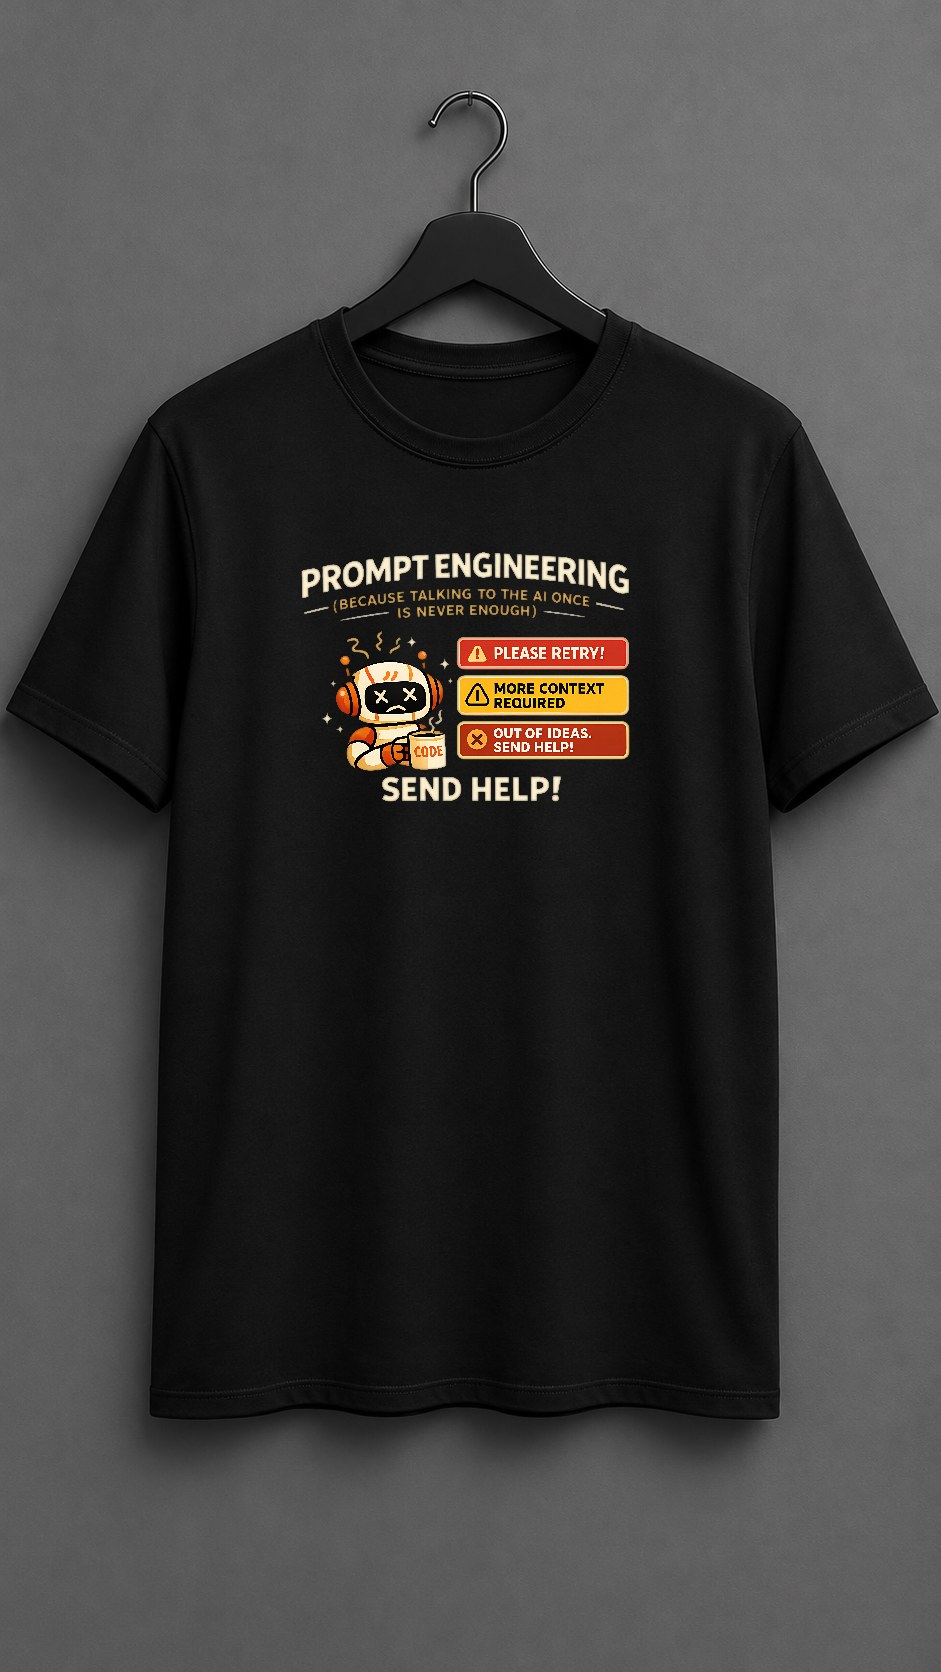 PROMPT ENGINEERING
(BECAUSE TALKING TO THE AI ONCE
IS NEVER ENOUGH)
PLEASE RETRY!
MORE CONTEXT
REQUIRED
OUT OF IDEAS.
SEND HELP!
CODE
SEND HELP!